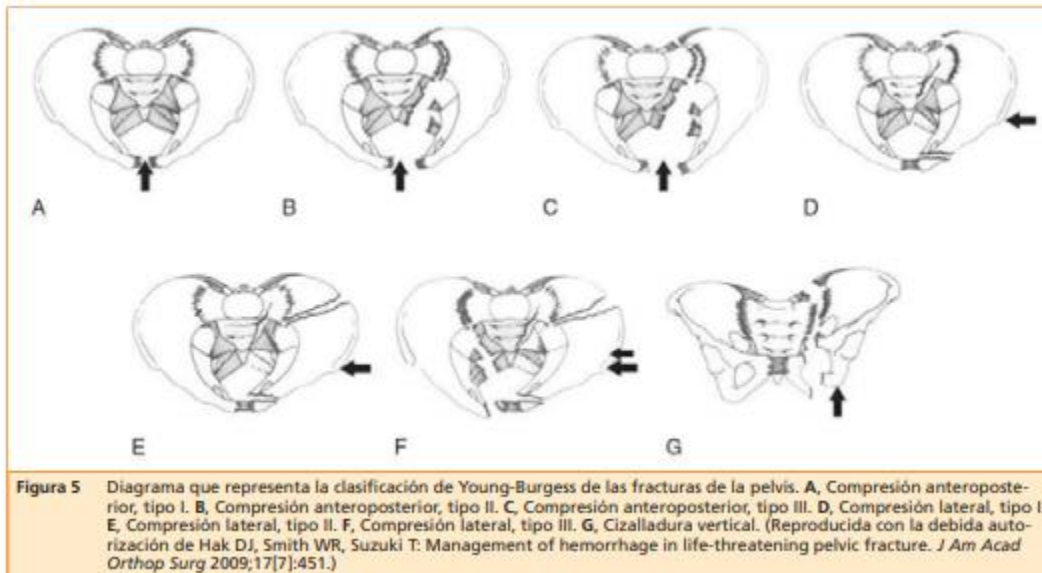 A
B
C
D
E
F
G
Figura 5 Diagrama que representa la clasificación de Young-Burgess de las fracturas de la pelvis. A, Compresión anteroposte-
rior, tipo I. B, Compresión anteroposterior, tipo II. C, Compresión anteroposterior, tipo III. D, Compresión lateral, tipo I
E, Compresión lateral, tipo II. F, Compresión lateral, tipo III. G, Cizalladura vertical. (Reproducida con la debida auto-
rización de Hak DJ, Smith WR, Suzuki T: Management of hemorrhage in life-threatening pelvic fracture. J Am Acad
Orthop Surg 2009;17[7]:451.)